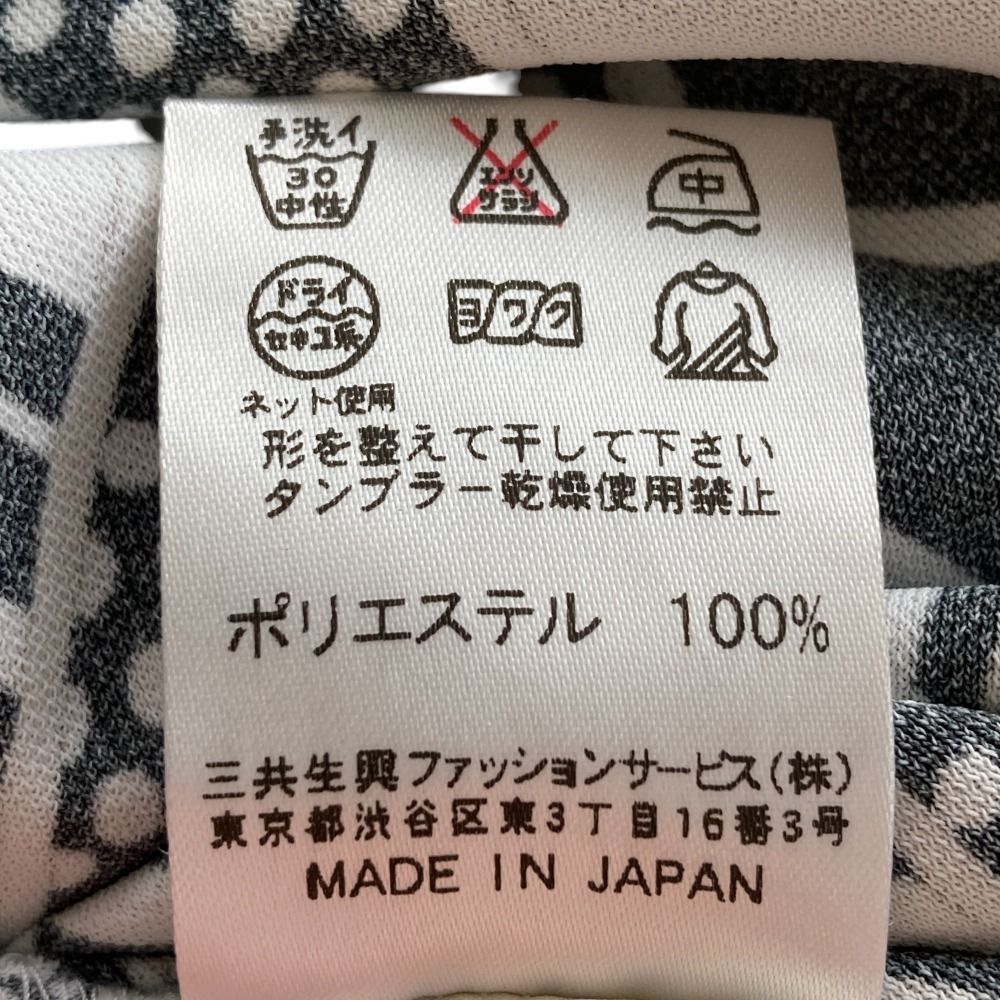 手洗イ
30
中性
エンソ
サラシ
中
ドライ
セキユ系
ヨワク
ネット使用
形を整えて干して下さい
タンブラー乾燥使用禁止
ポリエステル 100%
三共生興ファッションサービス(株)
東京都渋谷区東3丁目16番3号
MADE IN JAPAN